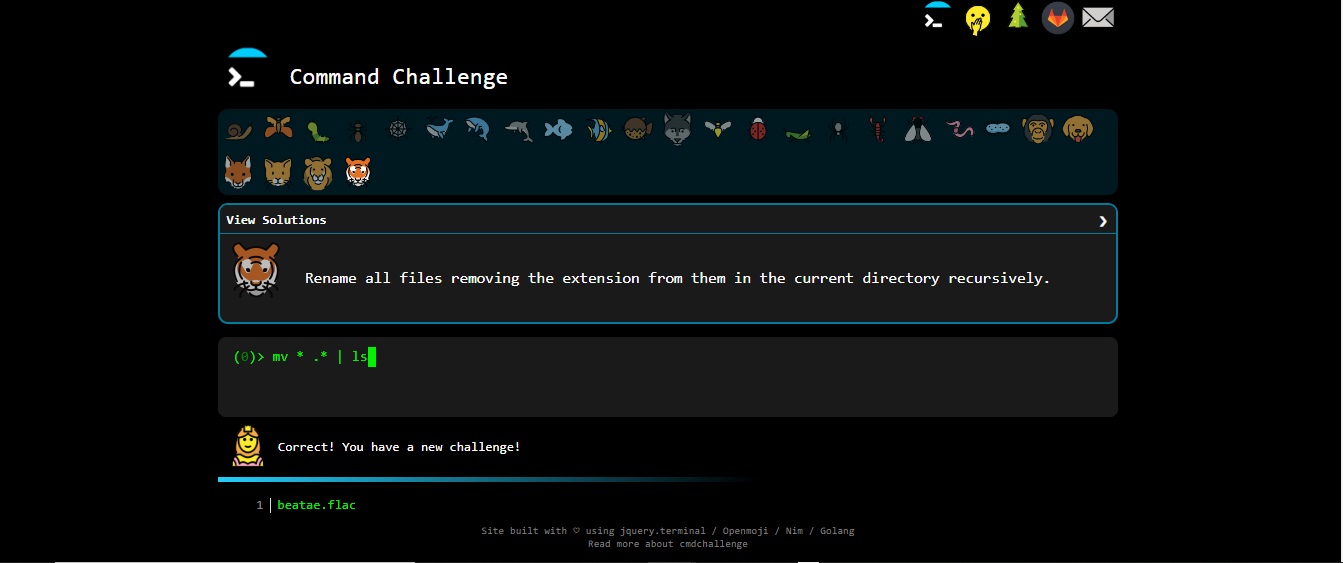 Command Challenge
View Solutions
Rename all files removing the extension from them in the current directory recursively.
(0)> mv * .* | ls
Correct! You have a new challenge!
1 beatae.flac
Site built with ♡ using jquery.terminal / Openmoji / Nim / Golang
Read more about cmdchallenge